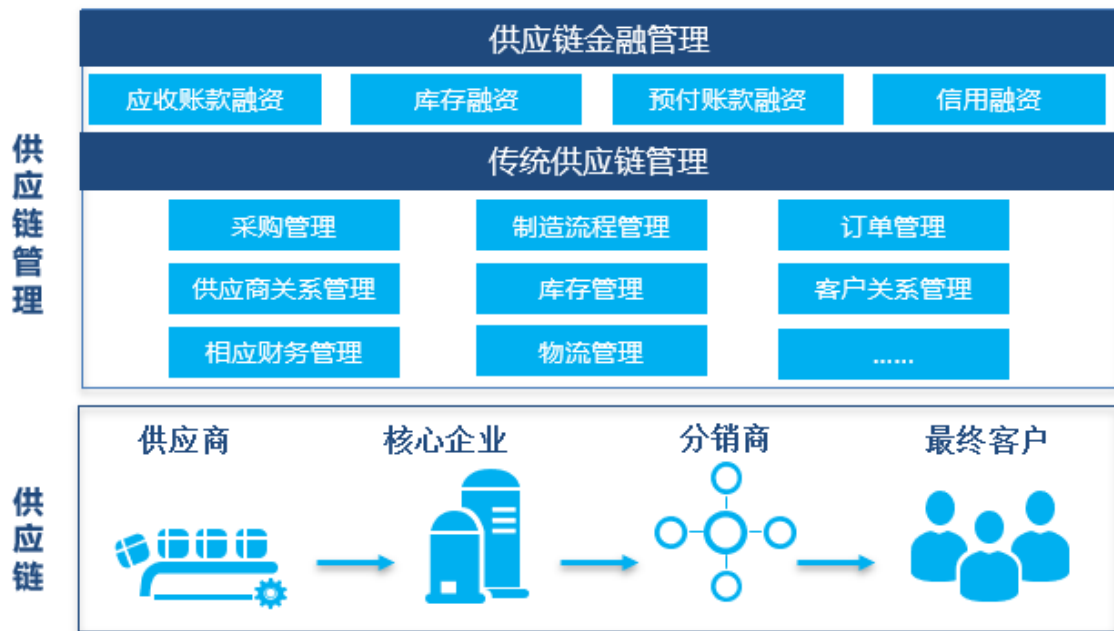 供应链金融管理
应收账款融资 库存融资 预付账款融资 信用融资
供应链管理
传统供应链管理
采购管理 制造流程管理 订单管理
供应商关系管理 库存管理 客户关系管理
相应财务管理 物流管理 ......
供应链
供应商 核心企业 分销商 最终客户